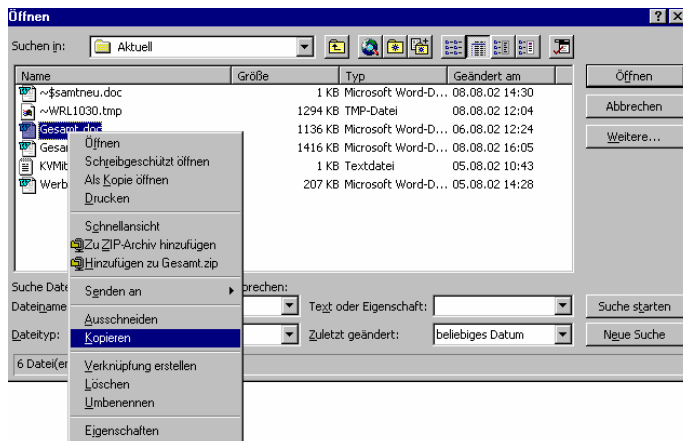 Öffnen
Suchen in: Aktuell
Name Größe Typ Geändert am
~$samtneu.doc 1 KB Microsoft Word-D... 08.08.02 14:30
~WRL1030.tmp 1294 KB TMP-Datei 08.08.02 12:04
Gesamt.doc 1136 KB Microsoft Word-D... 06.08.02 12:24
Gesar 1416 KB Microsoft Word-D... 08.08.02 16:05
KVMit 1 KB Textdatei 05.08.02 10:43
Werb 207 KB Microsoft Word-D... 05.08.02 14:28
Öffnen
Abbrechen
Weitere...
Öffnen
Schreibgeschützt öffnen
Als Kopie öffnen
Drucken
Schnellansicht
Zu ZIP-Archiv hinzufügen
Hinzufügen zu Gesamt.zip
Senden an
Ausschneiden
Kopieren
Verknüpfung erstellen
Löschen
Umbenennen
Eigenschaften
Suche Date prechen:
Dateiname Text oder Eigenschaft: Suche starten
Dateityp: Zuletzt geändert: beliebiges Datum Neue Suche
6 Datei(er